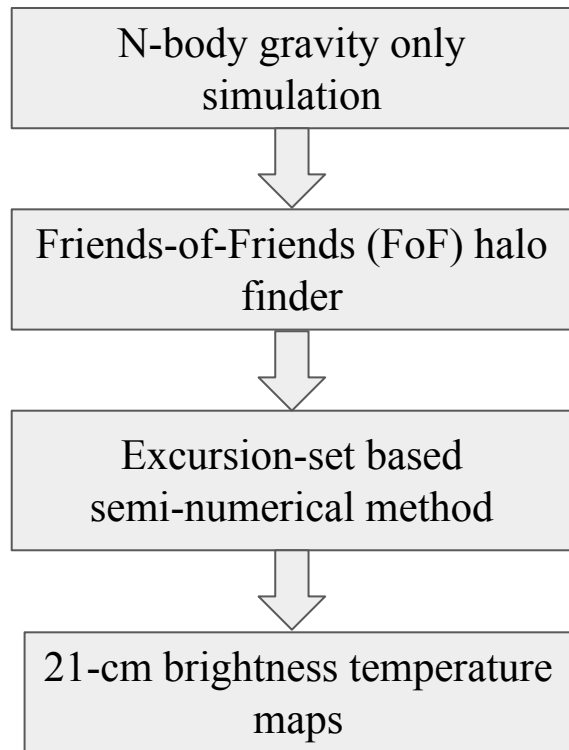 N-body gravity only
simulation
Friends-of-Friends (FoF) halo
finder
Excursion-set based
semi-numerical method
21-cm brightness temperature
maps